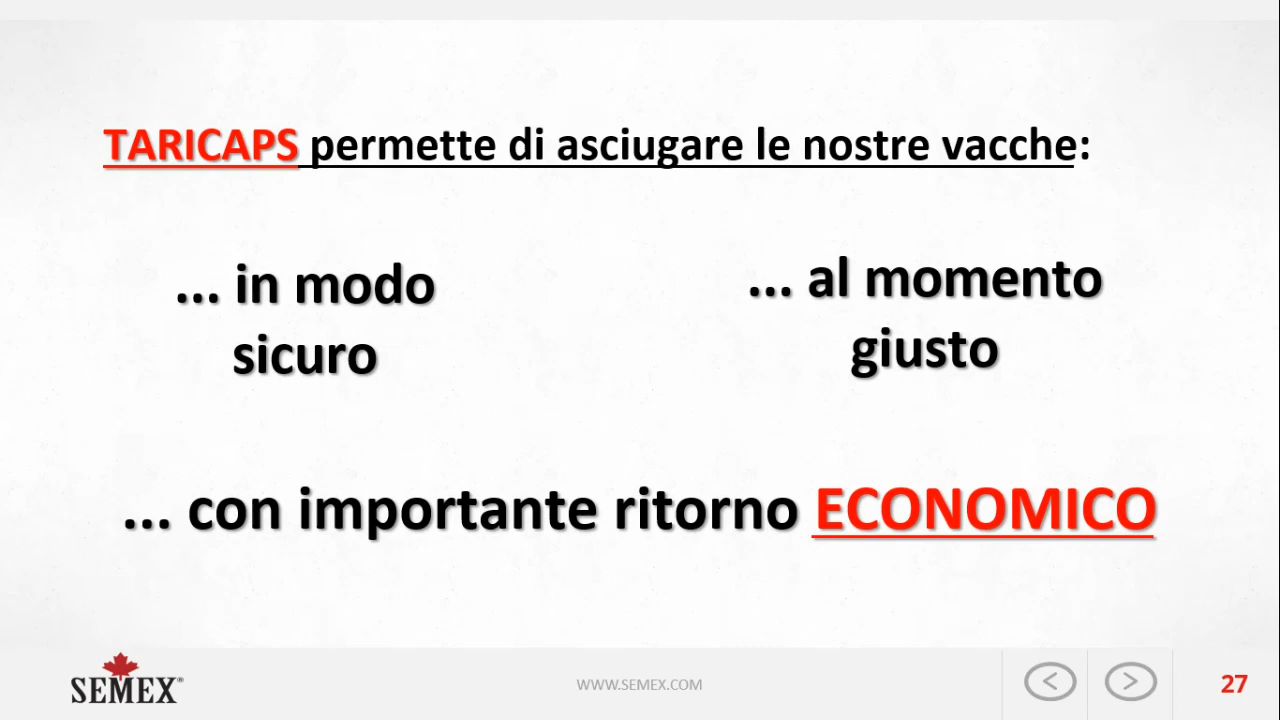 TARICAPS permette di asciugare le nostre vacche:
... in modo
sicuro
... al momento
giusto
... con importante ritorno ECONOMICO
SEMEX®
WWW.SEMEX.COM
27